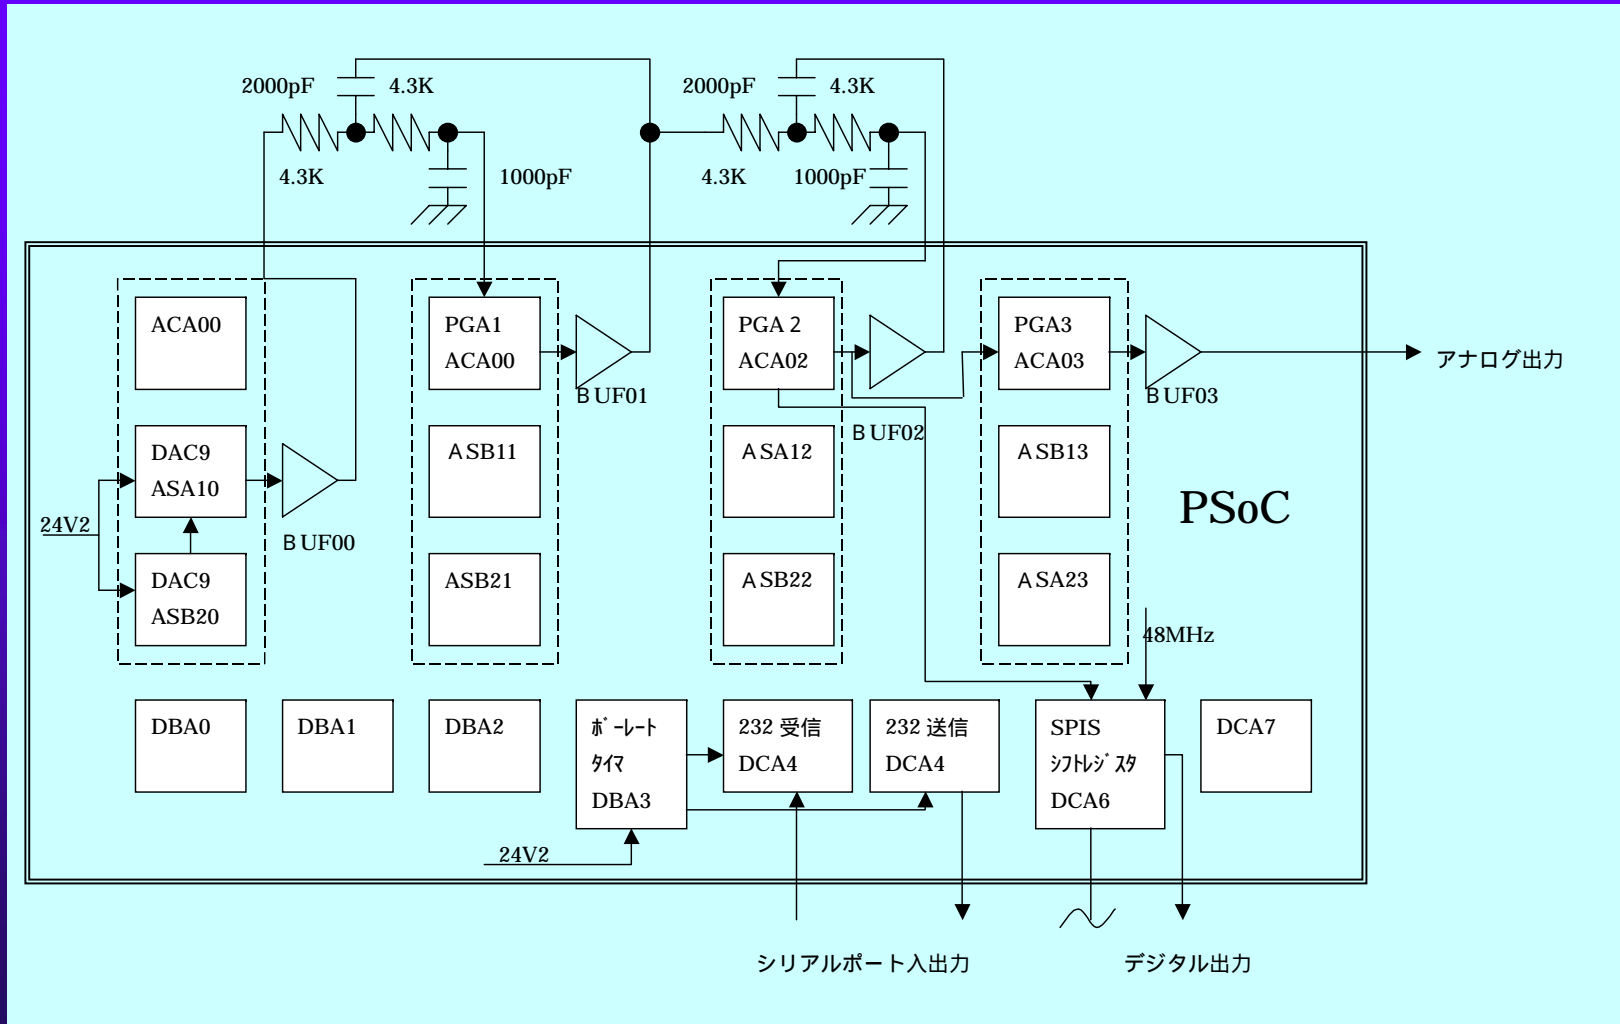 2000pF
4.3K
2000pF
4.3K
4.3K
1000pF
4.3K
1000pF
ACA00
PGA1
ACA00
PGA 2
ACA02
PGA3
ACA03
アナログ出力
ＢUF01
ＢUF03
ＢUF02
DAC9
ASA10
ＡSB11
ＡSA12
ＡSB13
PSoC
24V2
ＢUF00
DAC9
ASB20
ASB21
ＡSB22
ＡSA23
48MHz
DBA0
DBA1
DBA2
ﾎﾞｰﾚｰﾄ
ﾀｲﾏ
DBA3
232 受信
DCA4
232 送信
DCA4
SPIS
ｼﾌﾄﾚｼﾞｽﾀ
DCA6
DCA7
24V2
シリアルポート入出力
デジタル出力